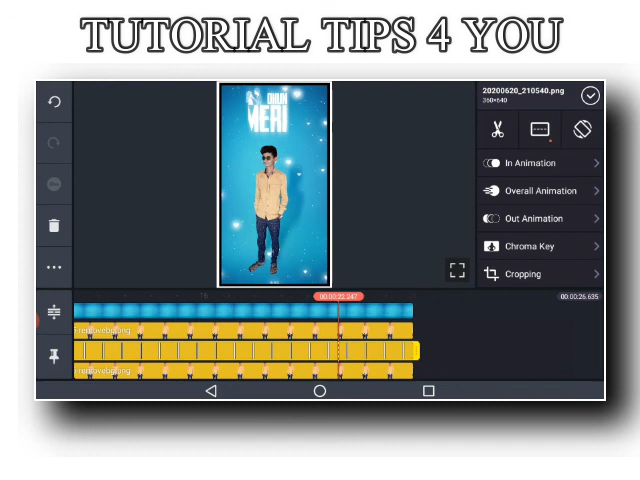 TUTORIAL TIPS 4 YOU
20200620_210540.png
360×640
MERI
In Animation
Overall Animation
Out Animation
Chroma Key
Cropping
00:00:22.247
00:00:26.635